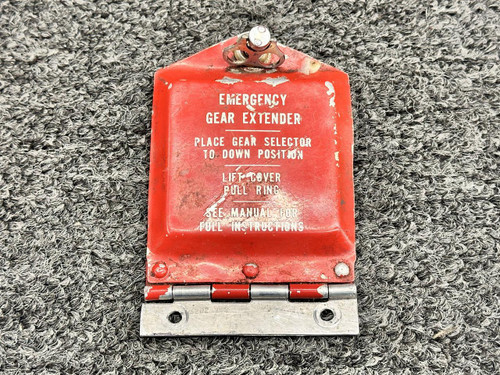 EMERGENCY
GEAR EXTENDER
PLACE GEAR SELECTOR
TO DOWN POSITION
LIFT COVER
PULL RING
SEE MANUAL FOR
FULL INSTRUCTIONS